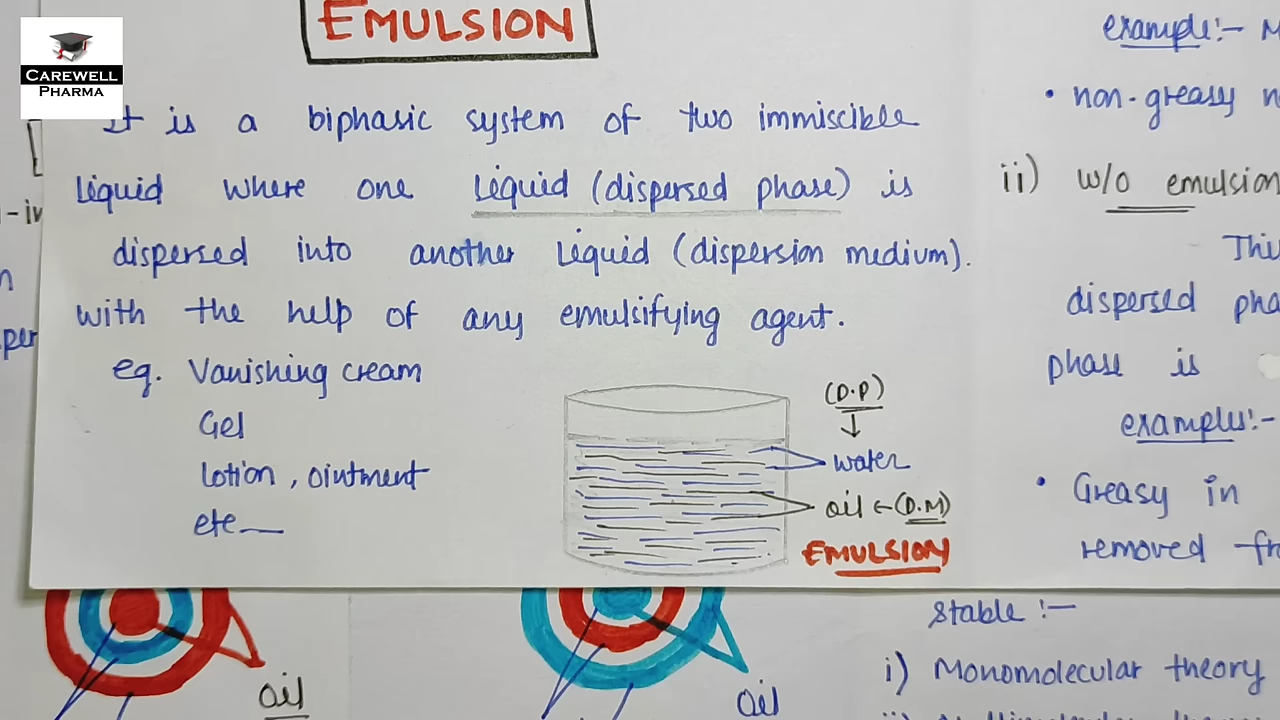 EMULSION
CAREWELL
PHARMA
It is a biphasic system of two immiscible
liquid where one liquid (dispersed phase) is
dispersed into another liquid (dispersion medium).
with the help of any emulsifying agent.
eg. Vanishing cream
Gel
Lotion, ointment
etc
(D.P)
water
oil ← (D.M)
EMULSION
example:- M
• non-greasy n
ii) w/o emulsion
Thi
dispersed pha
phase is
examples:-
• Greasy in
removed fr
stable :-
i) Monomolecular theory
oil
oil